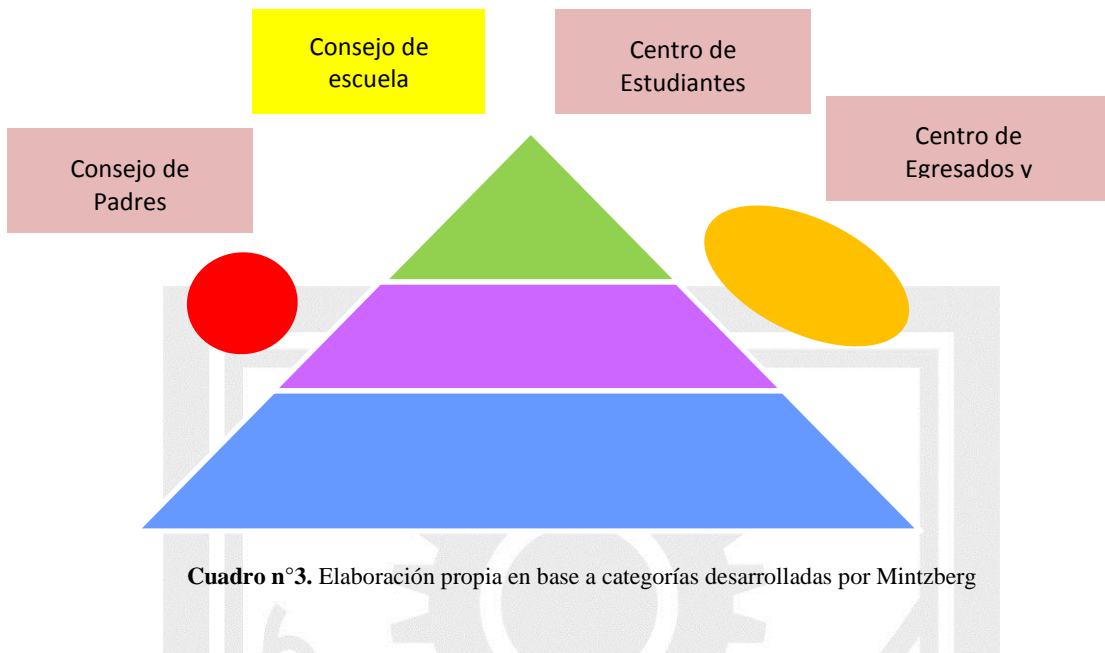 Consejo de
escuela
Centro de
Estudiantes
Consejo de
Padres
Centro de
Egresados y
Cuadro n°3. Elaboración propia en base a categorías desarrolladas por Mintzberg